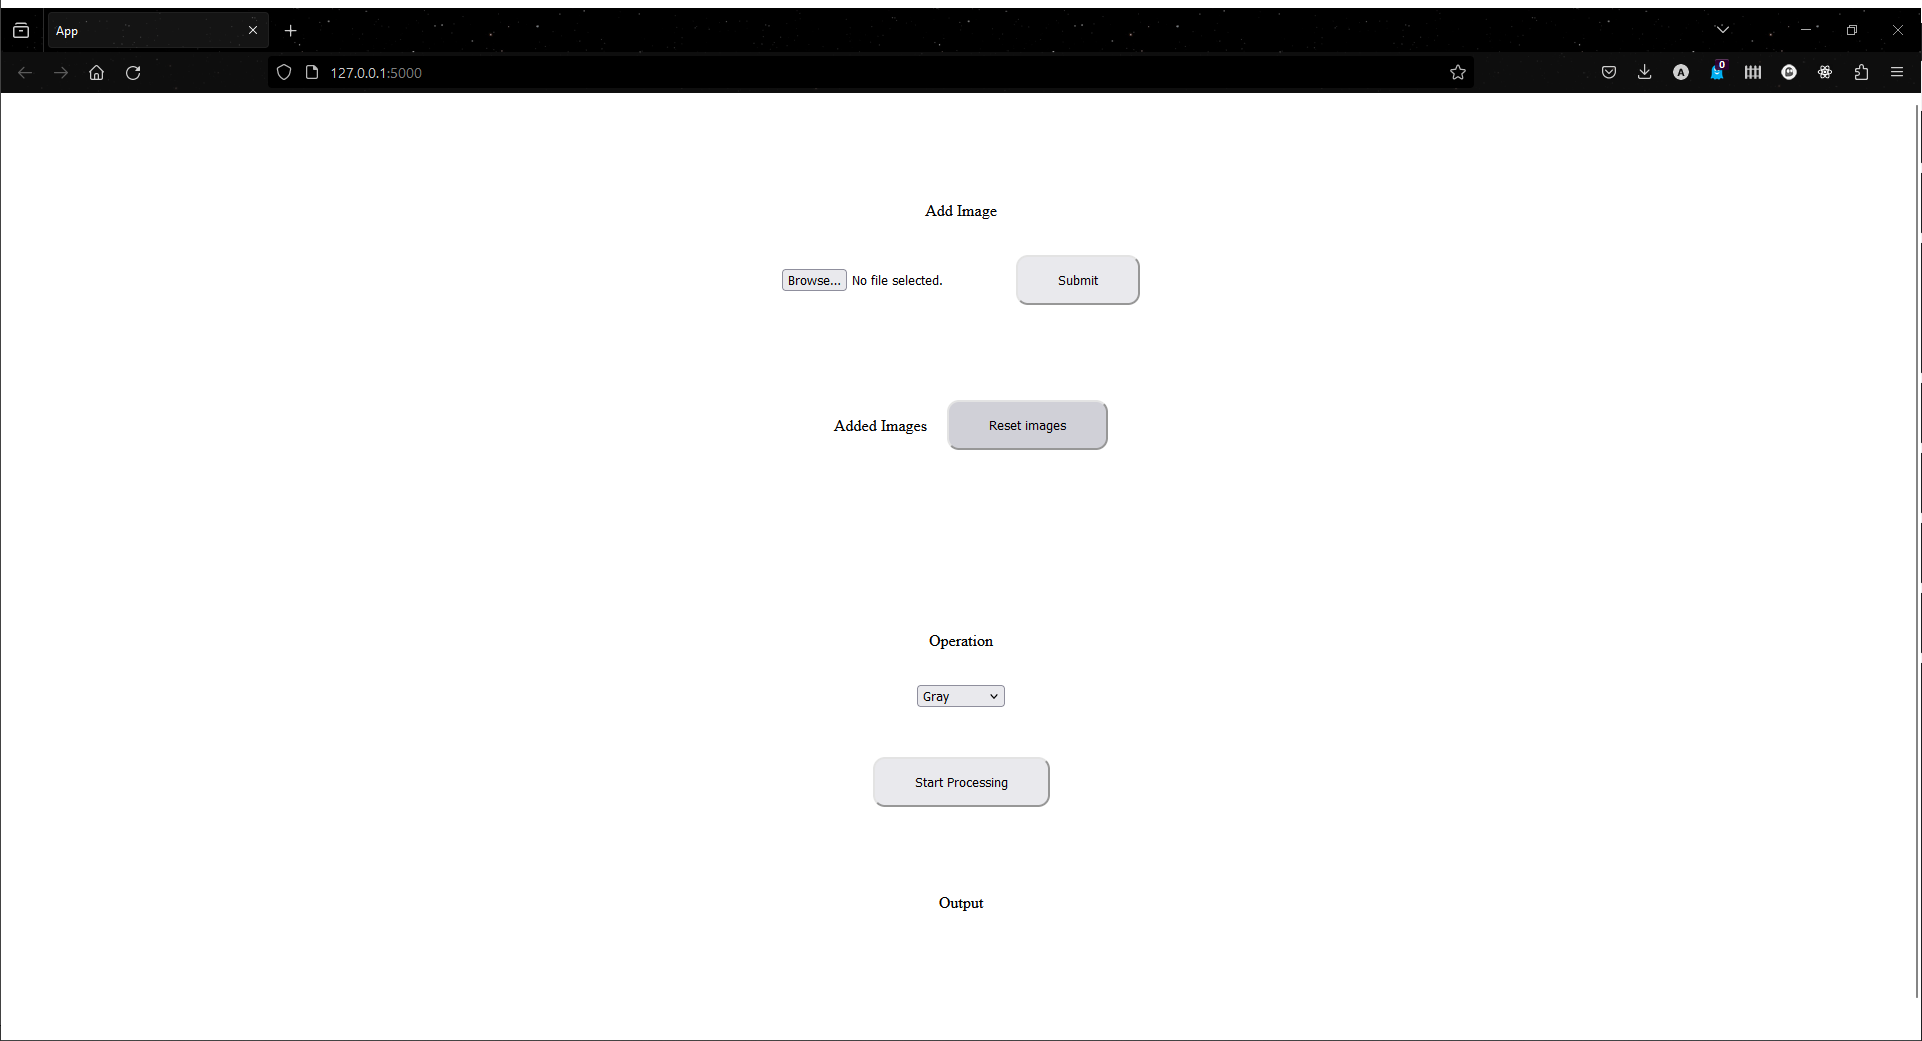 App
127.0.0.1:5000
A
0
Add Image
Browse... No file selected.
Submit
Added Images
Reset images
Operation
Gray
Start Processing
Output